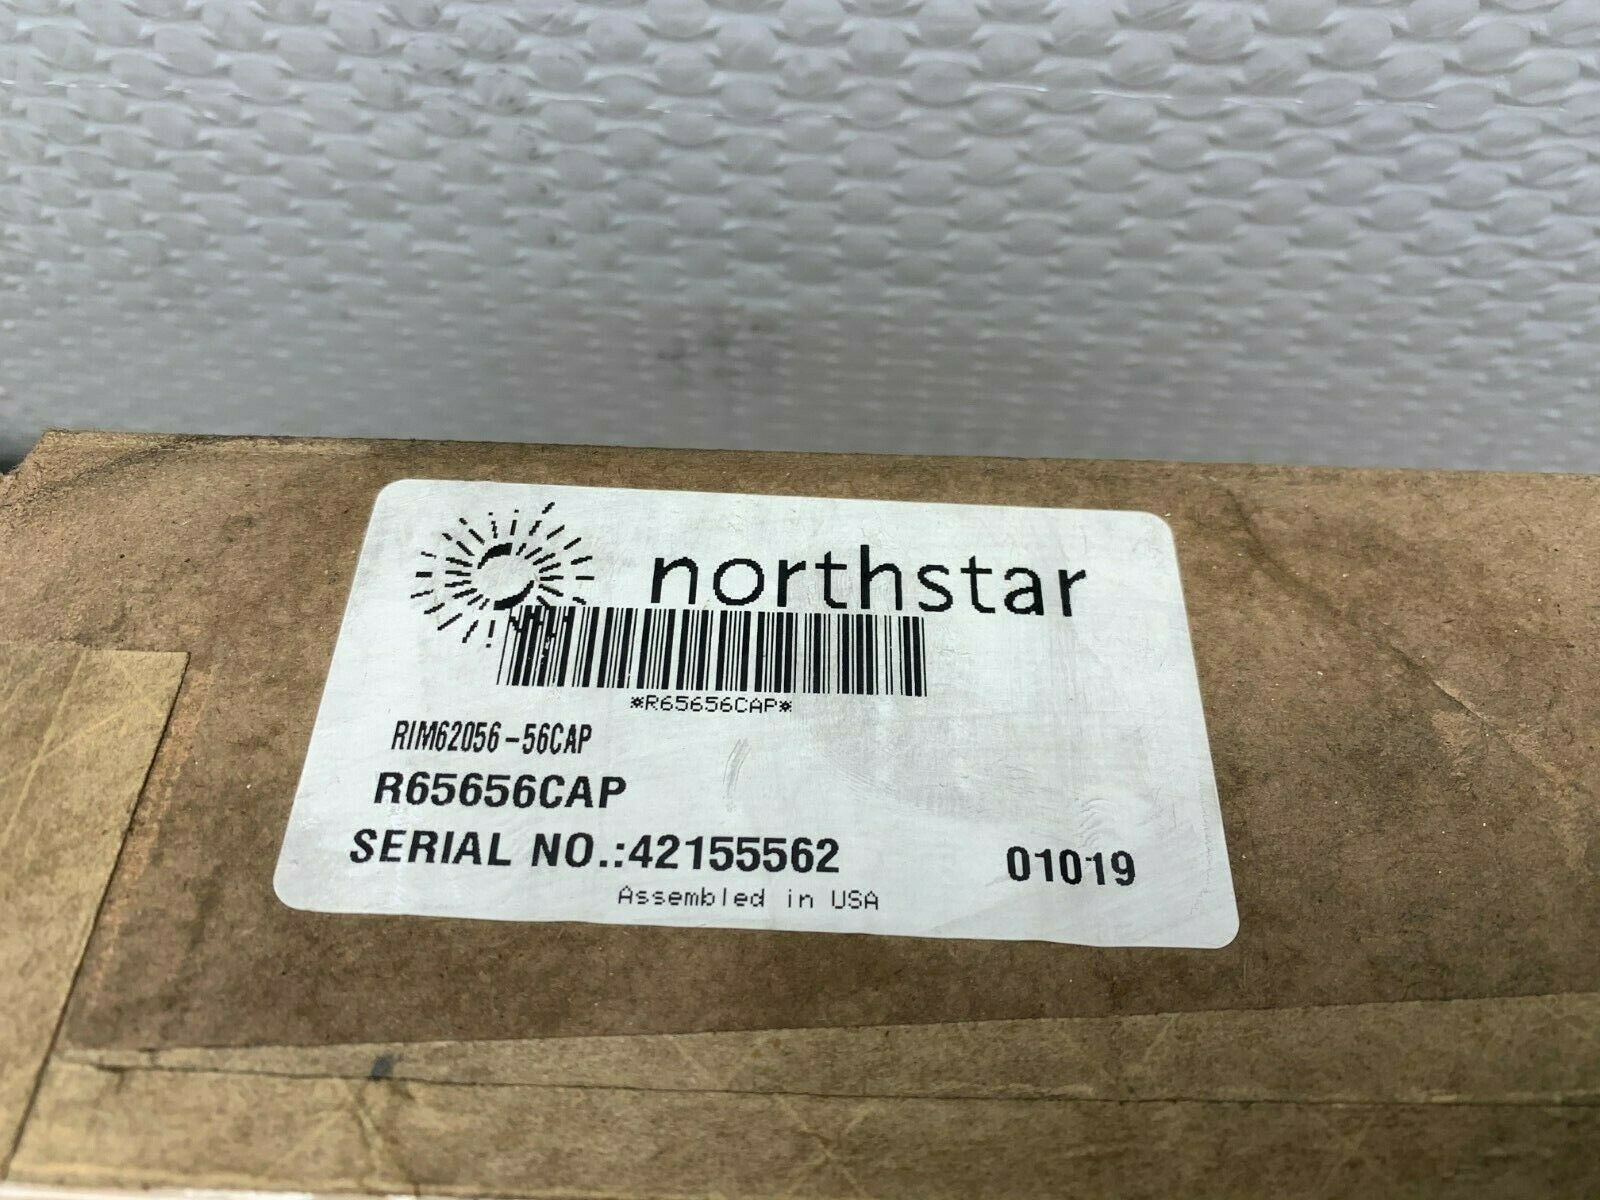 northstar
*R65656CAP*
RIM62056-56CAP
R65656CAP
SERIAL NO.:42155562 01019
Assembled in USA